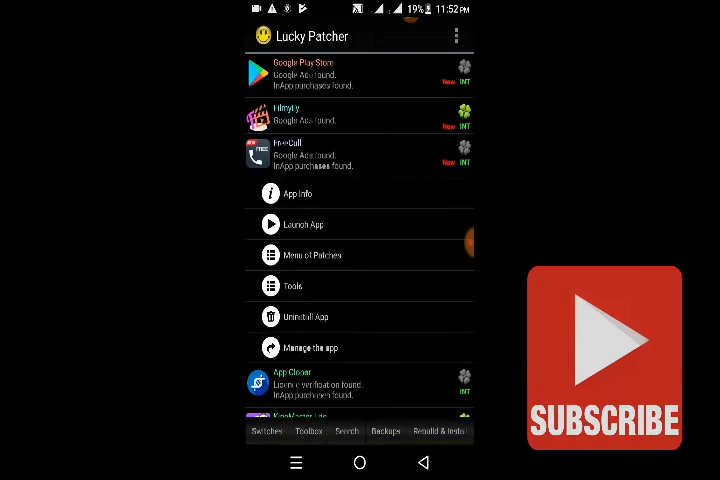 19% 11:52
Lucky Patcher
Google Play Store
Google Ads found.
InApp purchases found.
New INT
FilmyFy
Google Ads found.
New INT
FreeCull
Google Ads found.
InApp purchases found.
New INT
App Info
Launch App
Menu of Patches
Tools
Uninstall App
Manage the app
App Cloner
Licence verification found.
InApp purchases found.
INT
Switches Toolbox Search Backups Rebuild & Instal
SUBSCRIBE